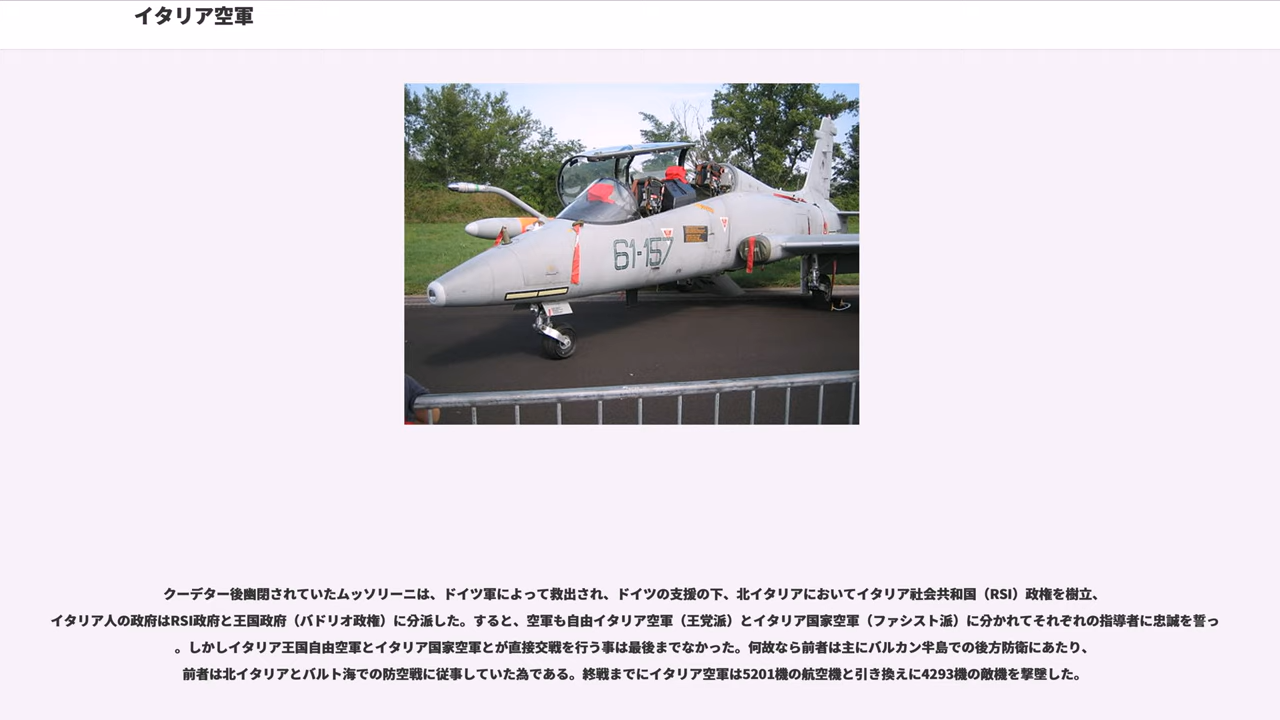 イタリア空軍
61-157
クーデター後幽閉されていたムッソリーニは、ドイツ軍によって救出され、ドイツの支援の下、北イタリアにおいてイタリア社会共和国（RSI）政権を樹立、
イタリア人の政府はRSI政府と王国政府（バドリオ政権）に分派した。すると、空軍も自由イタリア空軍（王党派）とイタリア国家空軍（ファシスト派）に分かれてそれぞれの指導者に忠誠を誓っ
。しかしイタリア王国自由空軍とイタリア国家空軍とが直接交戦を行う事は最後までなかった。何故なら前者は主にバルカン半島での後方防衛にあたり、
前者は北イタリアとバルト海での防空戦に従事していた為である。終戦までにイタリア空軍は5201機の航空機と引き換えに4293機の敵機を撃墜した。